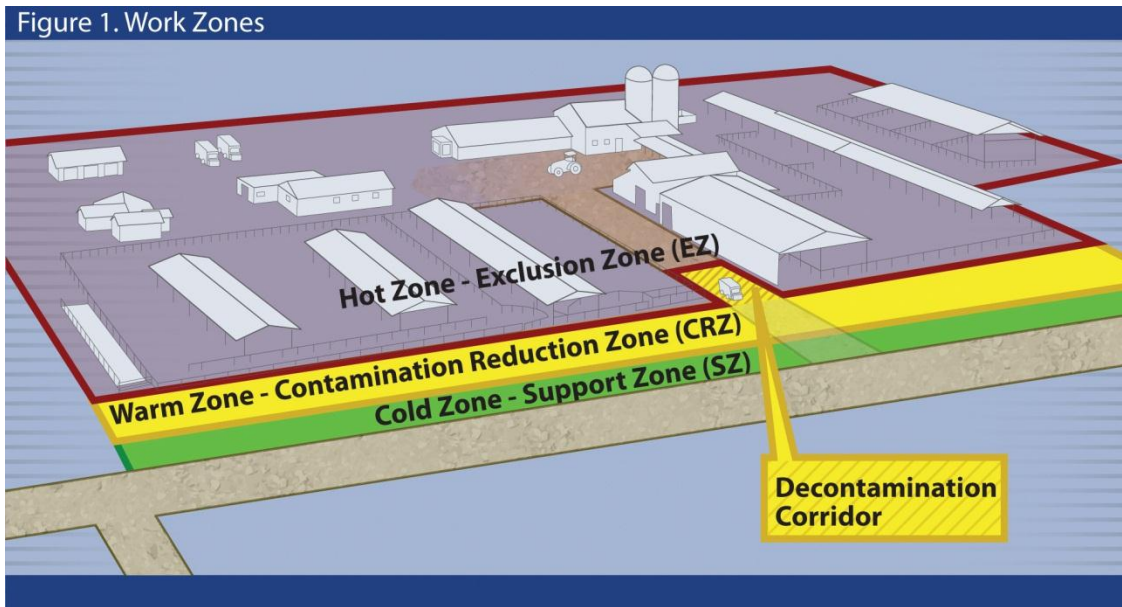 Figure 1. Work Zones
Hot Zone - Exclusion Zone (EZ)
Warm Zone - Contamination Reduction Zone (CRZ)
Cold Zone - Support Zone (SZ)
Decontamination
Corridor